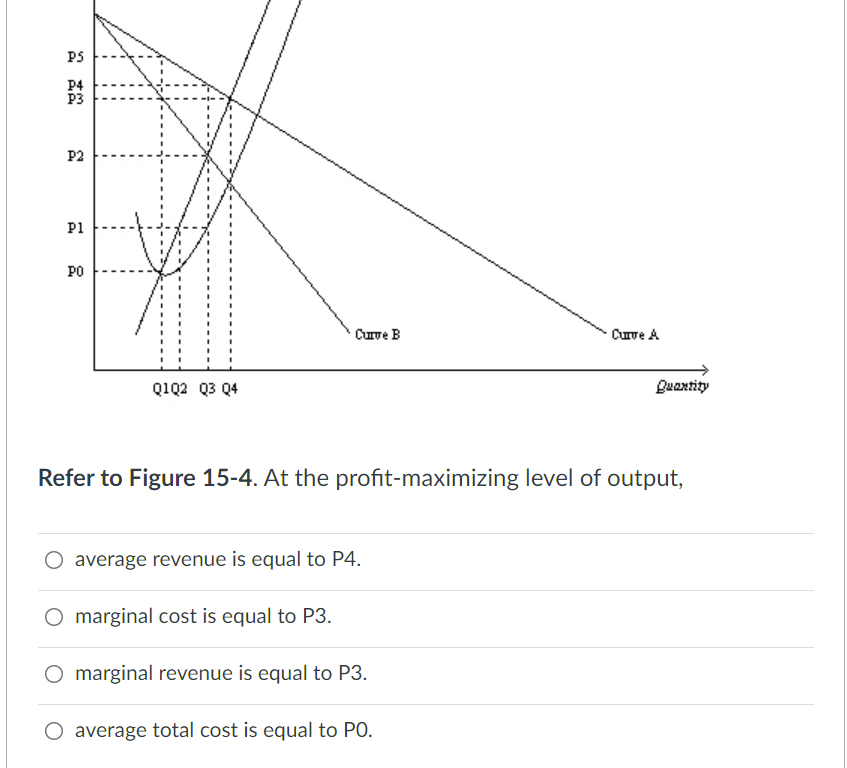 P5
P4
P3
P2
P1
P0
Curve B
Curve A
Q1Q2 Q3 Q4
Quantity
Refer to Figure 15-4. At the profit-maximizing level of output,
average revenue is equal to P4.
marginal cost is equal to P3.
marginal revenue is equal to P3.
average total cost is equal to P0.